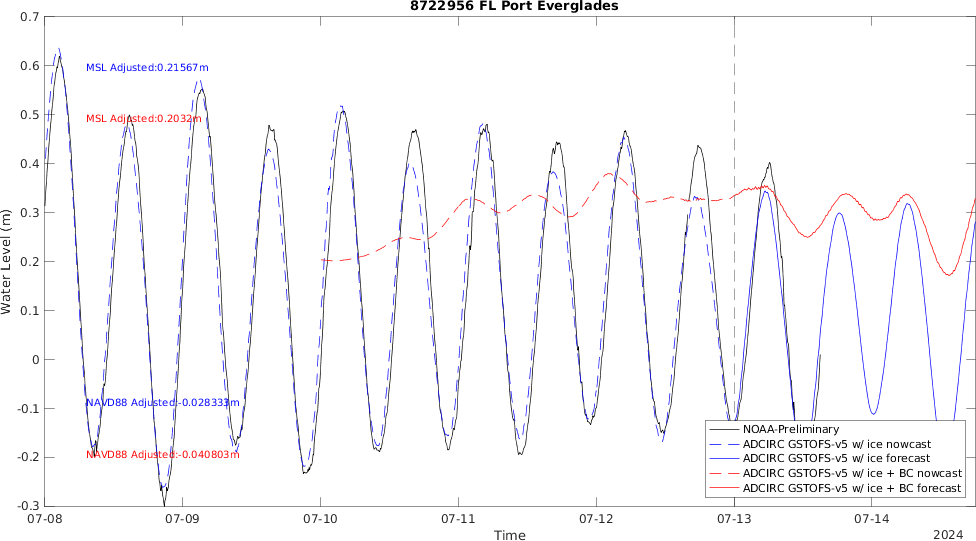 8722956 FL Port Everglades
0.7
0.6
0.5
0.4
0.3
0.2
0.1
0
-0.1
-0.2
-0.3
Water Level (m)
MSL Adjusted:0.21567m
MSL Adjusted:0.2032m
NAVD88 Adjusted:-0.028333m
NAVD88 Adjusted:-0.040803m
NOAA-Preliminary
ADCIRC GSTOFS-v5 w/ ice nowcast
ADCIRC GSTOFS-v5 w/ ice forecast
ADCIRC GSTOFS-v5 w/ ice + BC nowcast
ADCIRC GSTOFS-v5 w/ ice + BC forecast
07-08 07-09 07-10 07-11 07-12 07-13 07-14
Time
2024